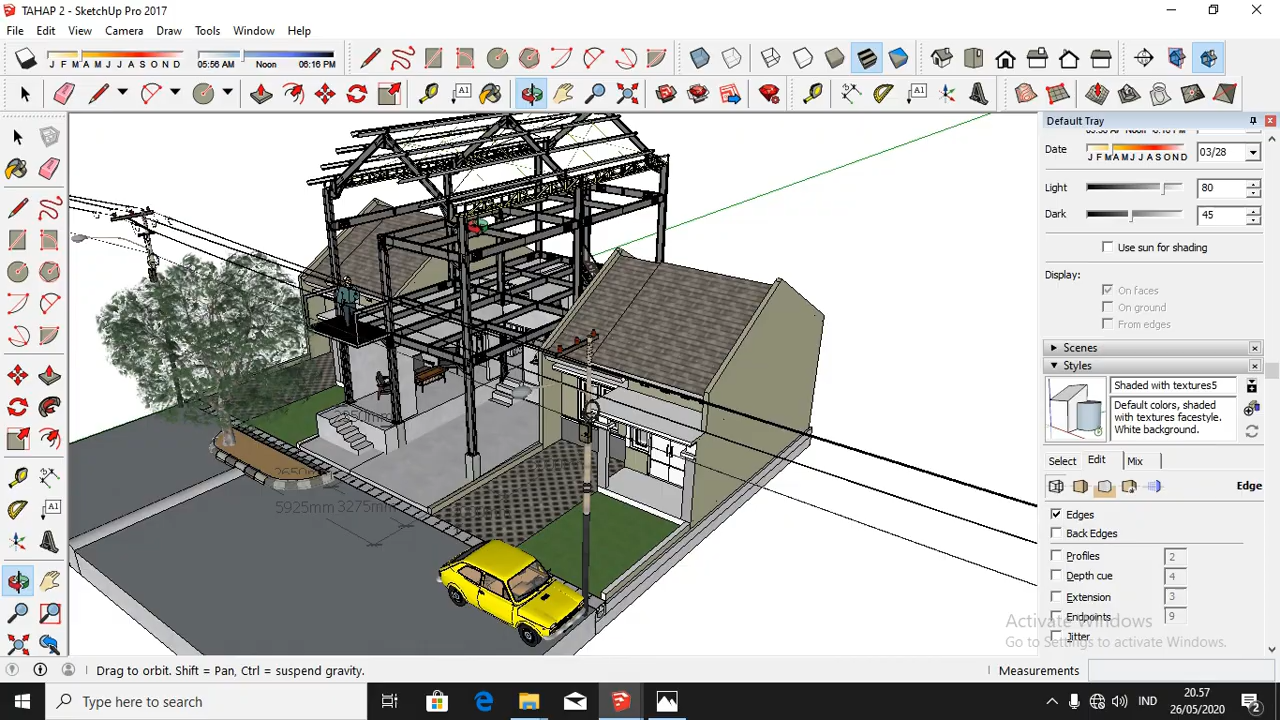 TAHAP 2 - SketchUp Pro 2017
File Edit View Camera Draw Tools Window Help
J F M A M J J A S O N D 05:56 AM Noon 06:16 PM
A1
Default Tray
Date J F M A M J J A S O N D 03/28
Light 80
Dark 45
Use sun for shading
Display:
On faces
On ground
From edges
Scenes
Styles
Shaded with textures5
Default colors, shaded
with textures facestyle.
White background.
Select Edit Mix
Edge
Edges
Back Edges
Profiles 2
Depth cue 4
Extension 3
Endpoints 9
Jitter
A1
5925mm 3275mm
Activate Windows
Go to Settings to activate Windows.
Drag to orbit. Shift = Pan, Ctrl = suspend gravity.
Measurements
Type here to search
IND
20.57
26/05/2020
2